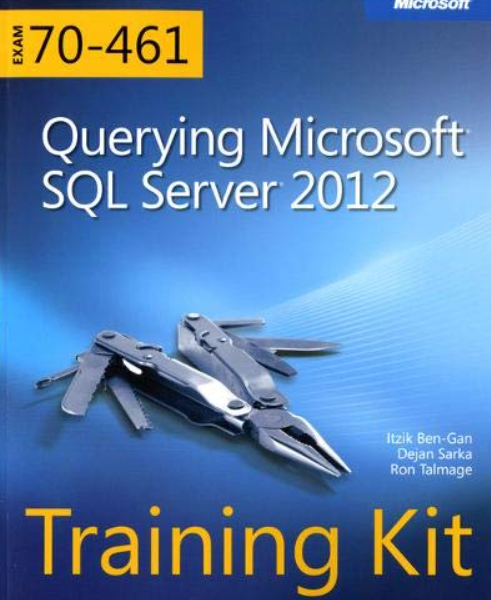 Microsoft
EXAM 70-461
Querying Microsoft®
SQL Server® 2012
Itzik Ben-Gan
Dejan Sarka
Ron Talmage
Training Kit